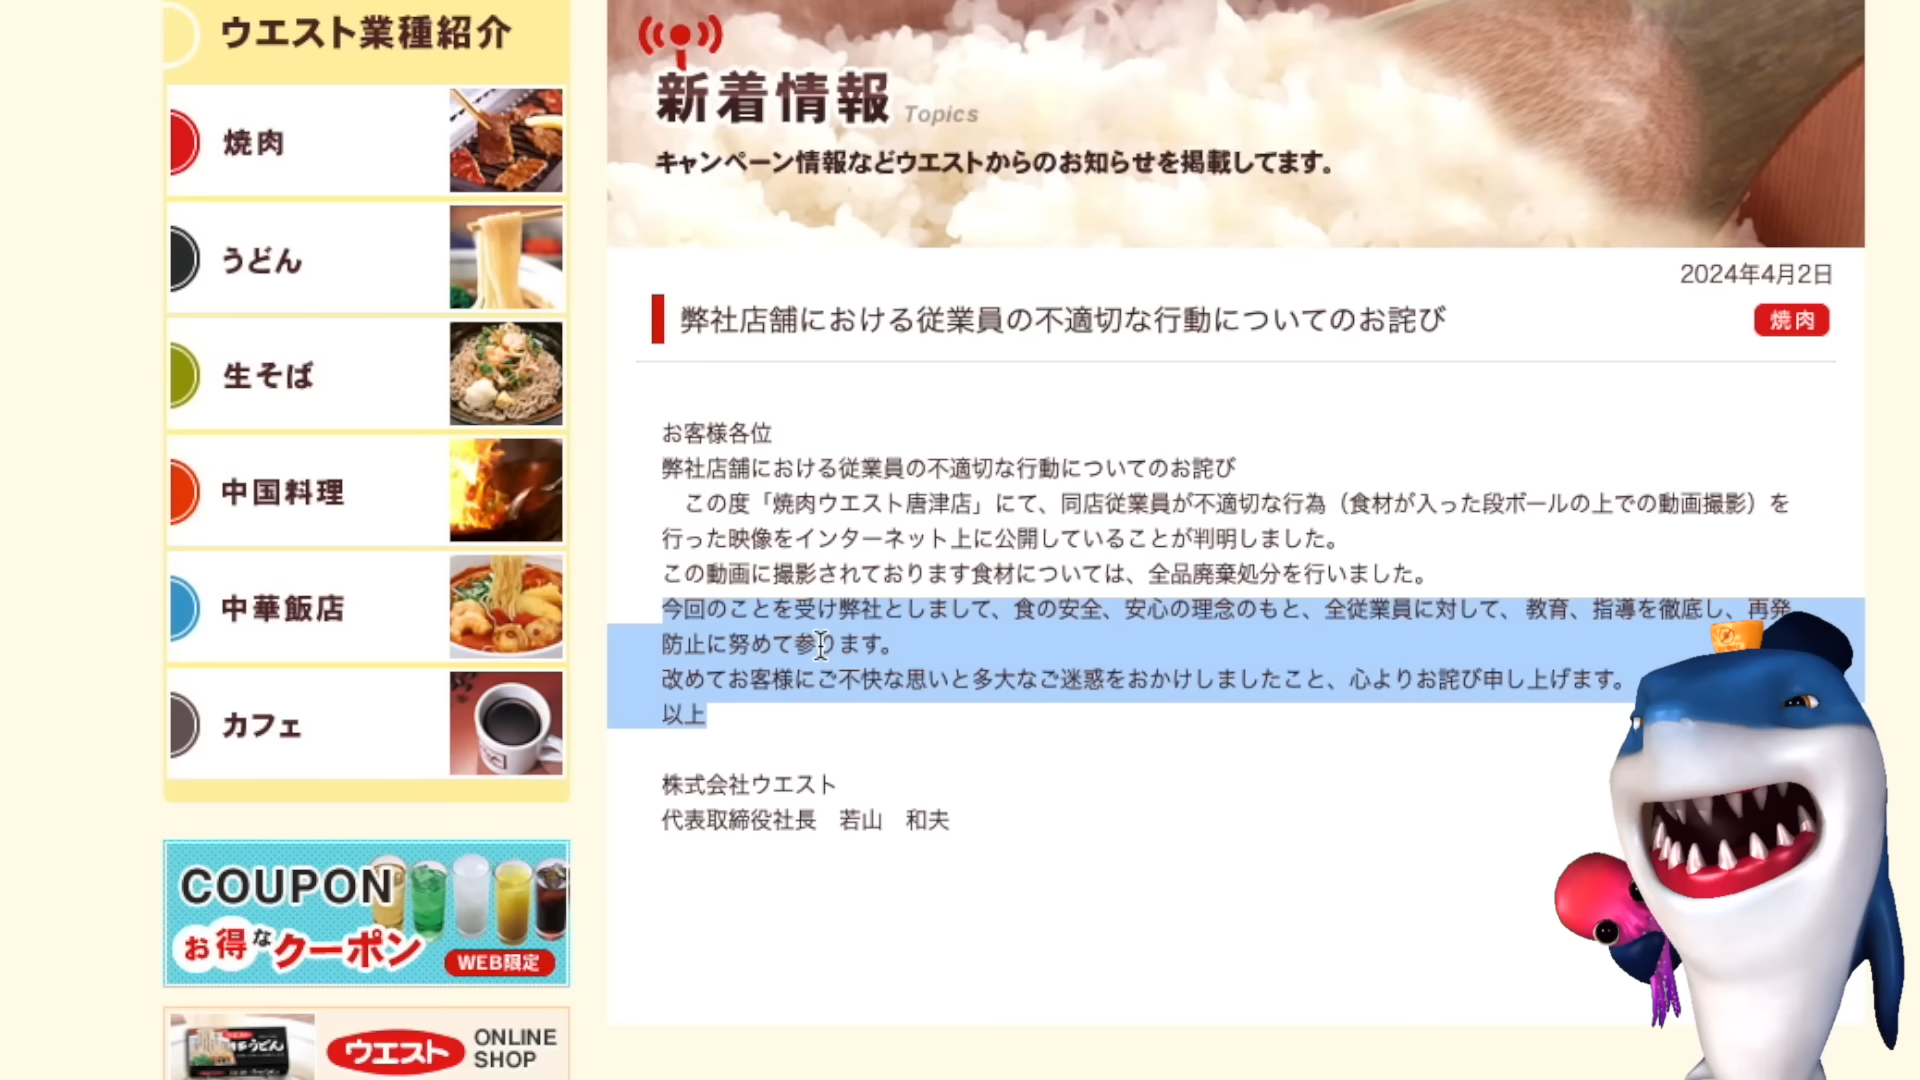 ウエスト業種紹介
焼肉
うどん
生そば
中国料理
中華飯店
カフェ
COUPON
お得なクーポン
WEB限定
ウエスト
ONLINE
SHOP
新着情報 Topics
キャンペーン情報などウエストからのお知らせを掲載してます。
2024年4月2日
弊社店舗における従業員の不適切な行動についてのお詫び
焼肉
お客様各位
弊社店舗における従業員の不適切な行動についてのお詫び
この度「焼肉ウエスト唐津店」にて、同店従業員が不適切な行為（食材が入った段ボールの上での動画撮影）を
行った映像をインターネット上に公開していることが判明しました。
この動画に撮影されております食材については、全品廃棄処分を行いました。
今回のことを受け弊社としまして、食の安全、安心の理念のもと、全従業員に対して、教育、指導を徹底し、再発
防止に努めて参ります。
改めてお客様にご不快な思いと多大なご迷惑をおかけしましたこと、心よりお詫び申し上げます。
以上
株式会社ウエスト
代表取締役社長　若山　和夫